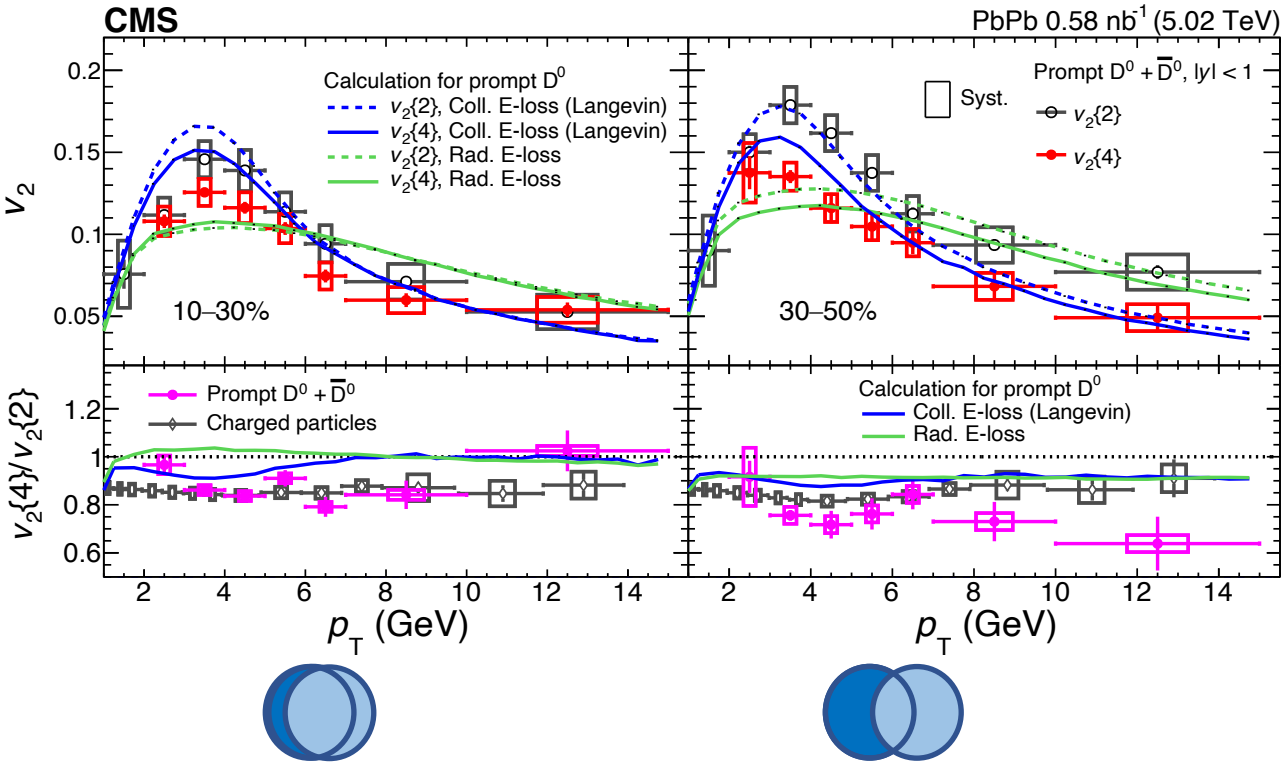 CMS
PbPb 0.58 nb⁻¹ (5.02 TeV)
v₂
0.2
0.15
0.1
0.05
Calculation for prompt D⁰
v₂{2}, Coll. E-loss (Langevin)
v₂{4}, Coll. E-loss (Langevin)
v₂{2}, Rad. E-loss
v₂{4}, Rad. E-loss
10–30%
Syst.
Prompt D⁰ + D̅⁰, |y| < 1
v₂{2}
v₂{4}
30–50%
v₂{4}/v₂{2}
1.2
1
0.8
0.6
Prompt D⁰ + D̅⁰
Charged particles
Calculation for prompt D⁰
Coll. E-loss (Langevin)
Rad. E-loss
2 4 6 8 10 12 14
2 4 6 8 10 12 14
p_T (GeV)
p_T (GeV)